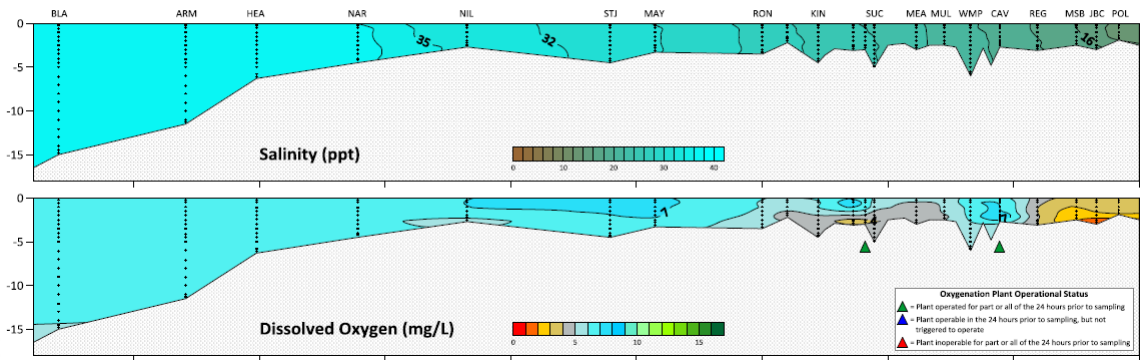 BLA ARM HEA NAR NIL STJ MAY RON KIN SUC MEA MUL WMP CAV REG MSB JBC POL
0
35 32 16
-5
-10
-15
Salinity (ppt)
0 10 20 30 40
0
7 7
4
-5
-10
-15
Dissolved Oxygen (mg/L)
0 5 10 15
Oxygenation Plant Operational Status
= Plant operated for part or all of the 24 hours prior to sampling
= Plant operable in the 24 hours prior to sampling, but not
triggered to operate
= Plant inoperable for part or all of the 24 hours prior to sampling